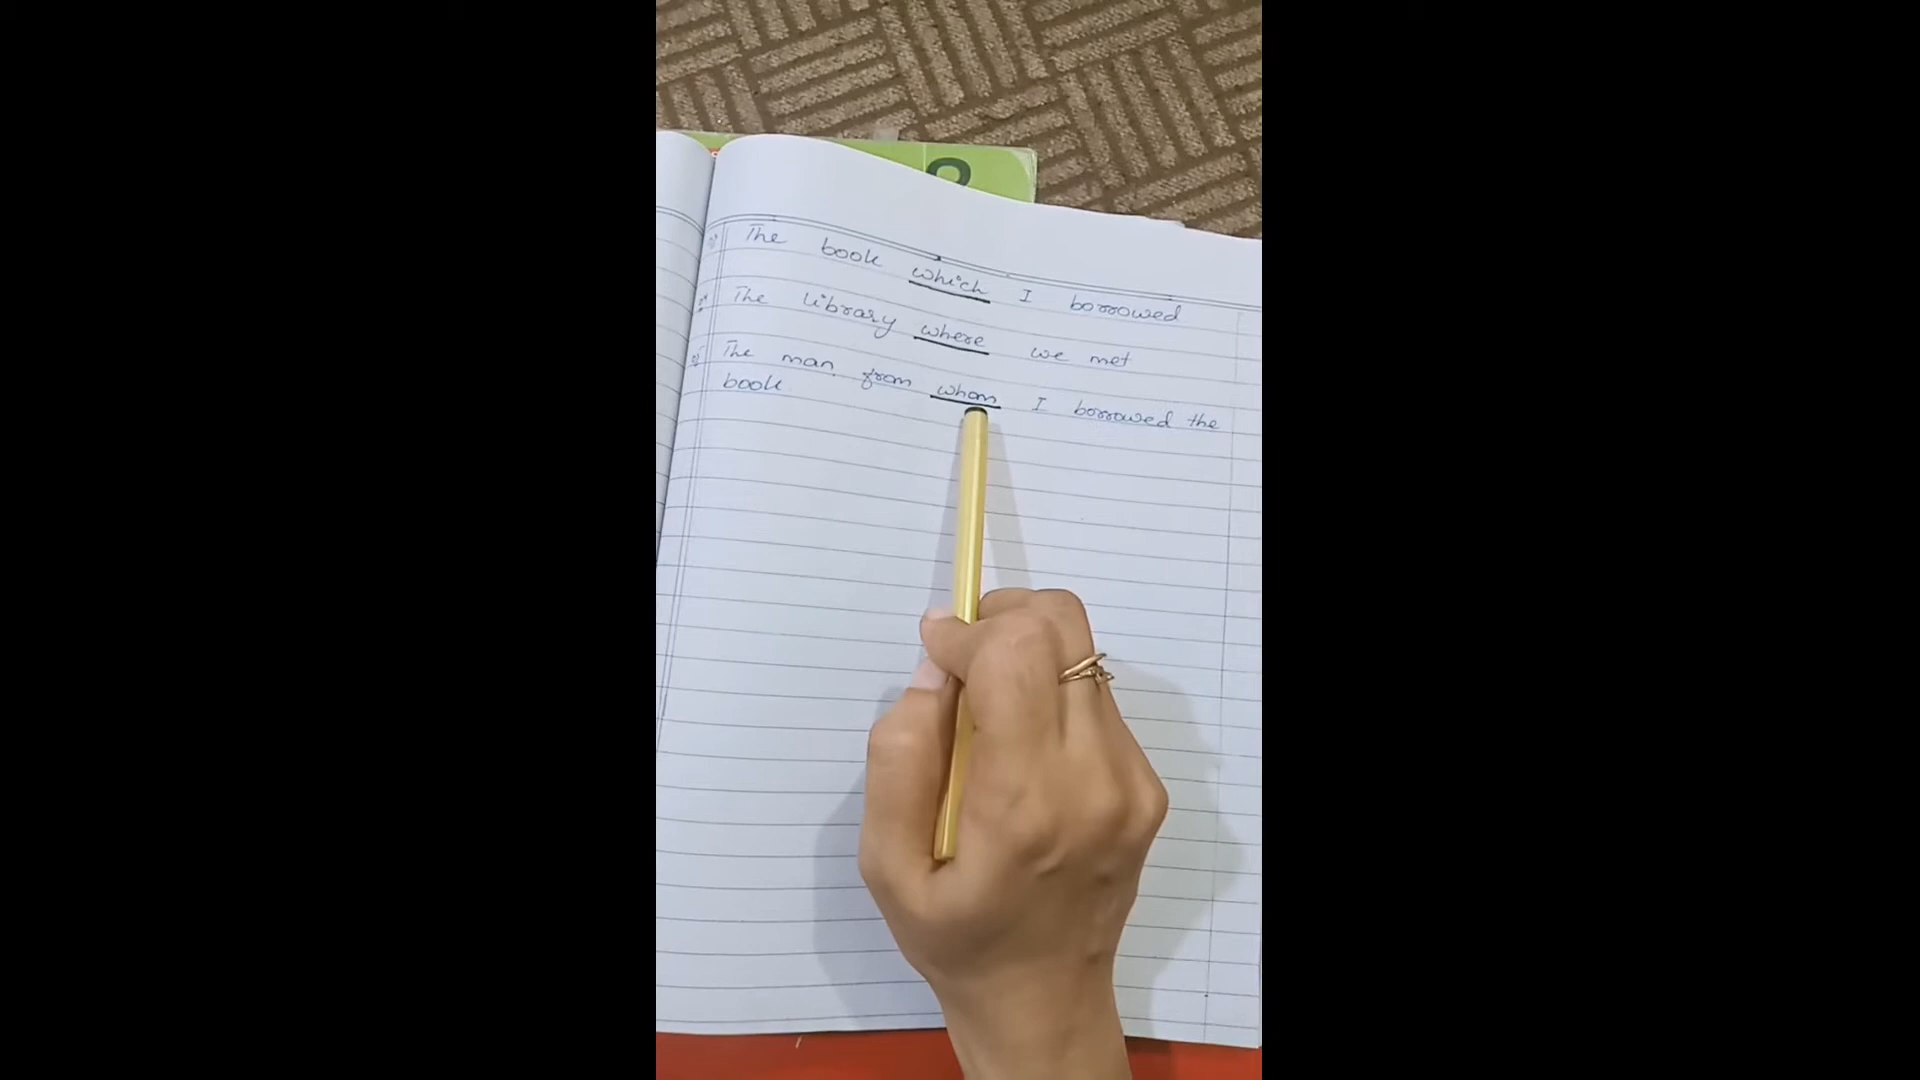 The book which I borrowed
The library where we met
The man from whom I borrowed the
book